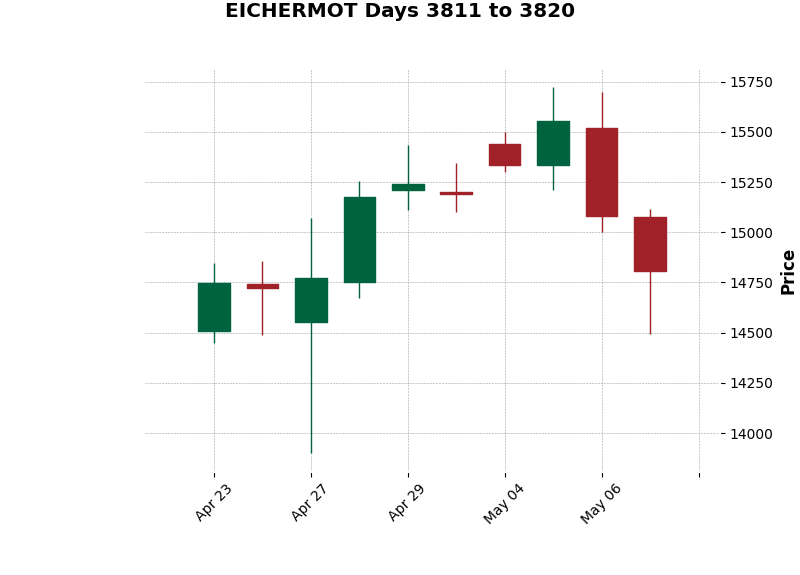 EICHERMOT Days 3811 to 3820
15750
15500
15250
15000
14750
14500
14250
14000
Price
Apr 23
Apr 27
Apr 29
May 04
May 06